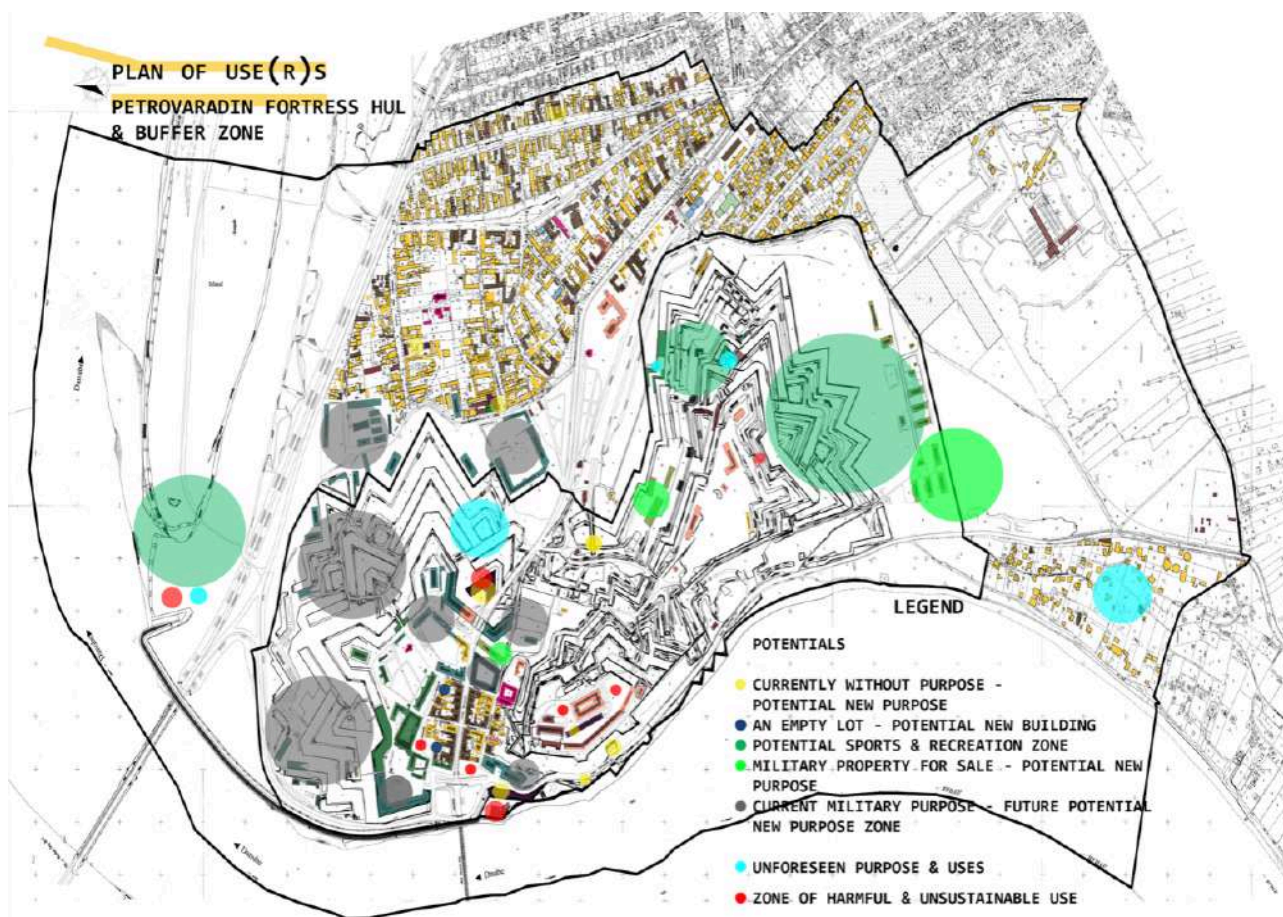 PLAN OF USE(R)S
PETROVARADIN FORTRESS HUL
& BUFFER ZONE
Danube
LEGEND
POTENTIALS
CURRENTLY WITHOUT PURPOSE -
POTENTIAL NEW PURPOSE
AN EMPTY LOT - POTENTIAL NEW BUILDING
POTENTIAL SPORTS & RECREATION ZONE
MILITARY PROPERTY FOR SALE - POTENTIAL NEW
PURPOSE
CURRENT MILITARY PURPOSE - FUTURE POTENTIAL
NEW PURPOSE ZONE
UNFORESEEN PURPOSE & USES
ZONE OF HARMFUL & UNSUSTAINABLE USE